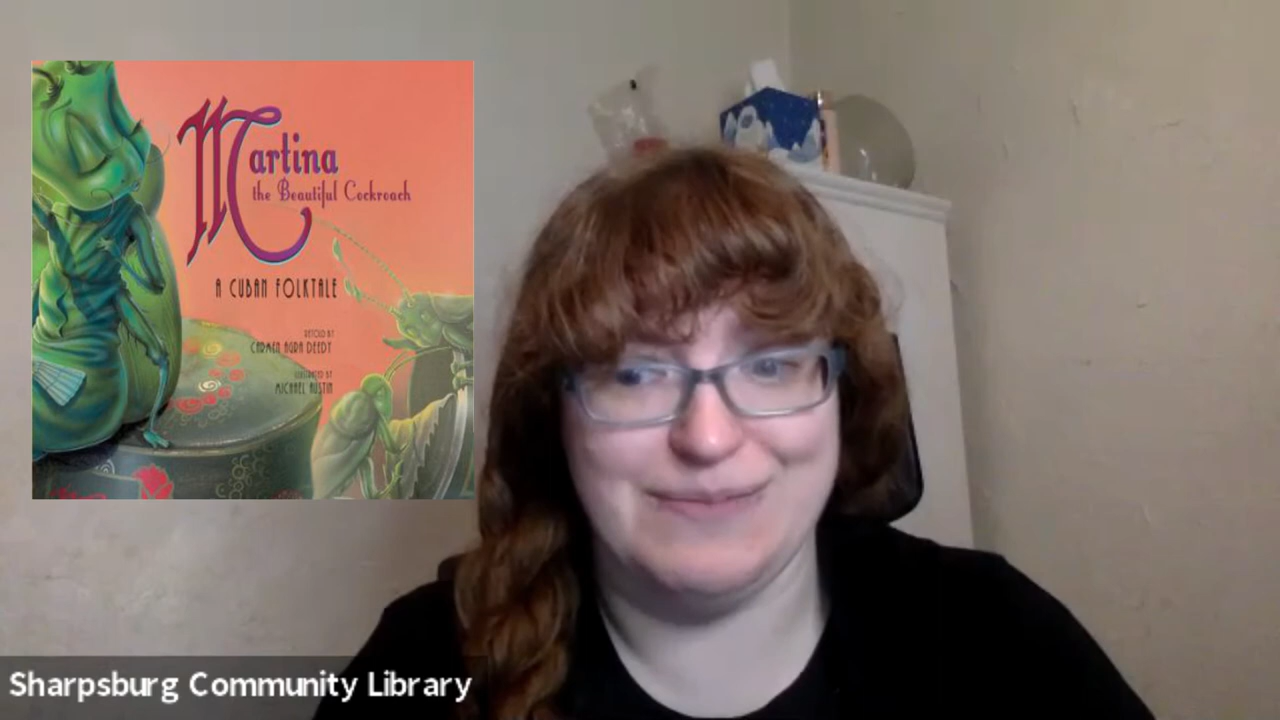 Martina
the Beautiful Cockroach
A CUBAN FOLKTALE
RETOLD BY
CARMEN AGRA DEEDY
ILLUSTRATED BY
MICHAEL AUSTIN
Sharpsburg Community Library